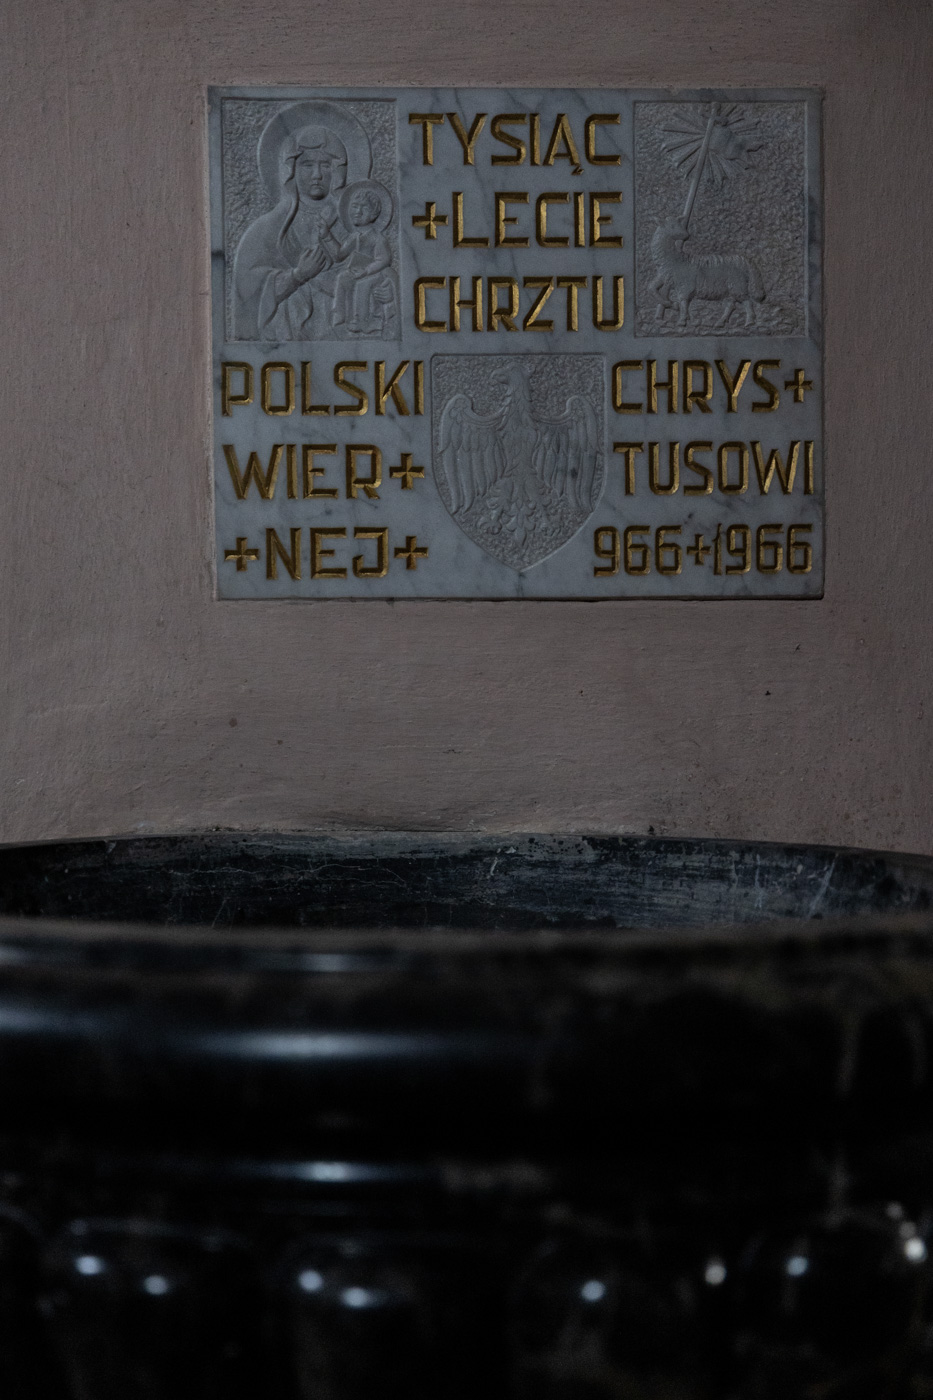 TYSIĄC
+LECIE
CHRZTU
POLSKI
WIER+
+NEJ+
CHRYS+
TUSOWI
966+1966